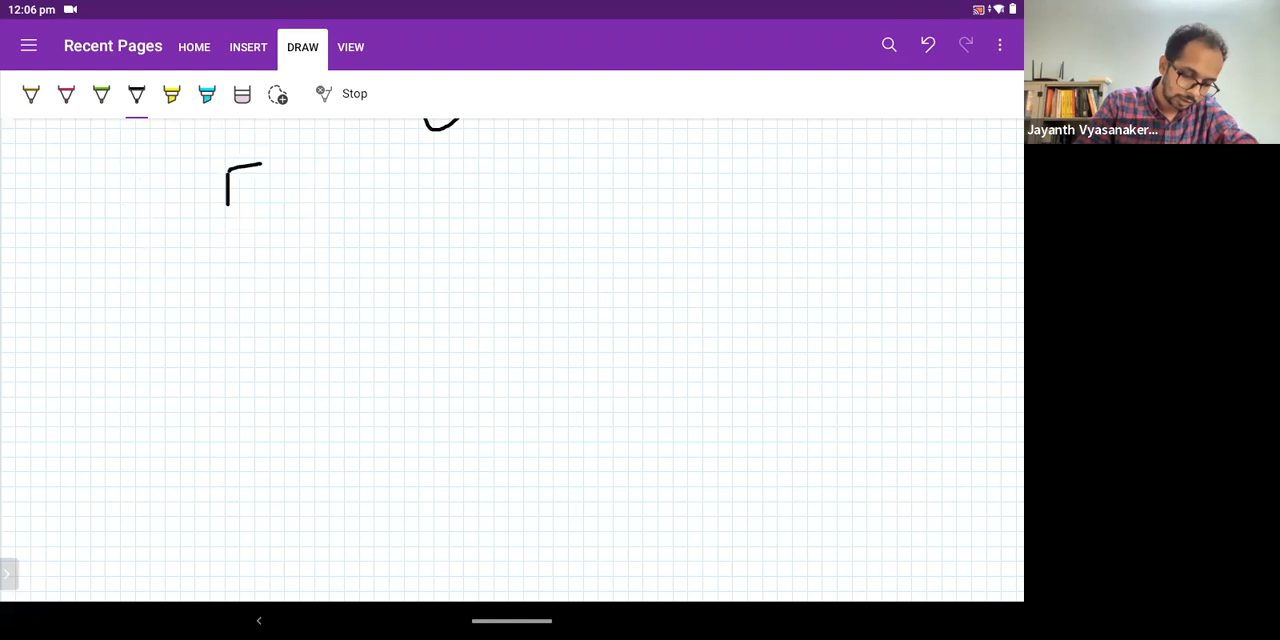 12:06 pm
Recent Pages HOME INSERT DRAW VIEW
Stop
Jayanth Vyasanaker...